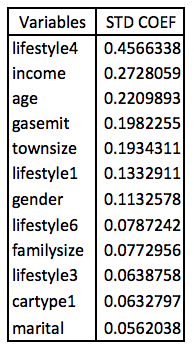 Variables STD COEF
lifestyle4 0.4566338
income 0.2728059
age 0.2209893
gasemit 0.1982255
townsize 0.1934311
lifestyle1 0.1332911
gender 0.1132578
lifestyle6 0.0787242
familysize 0.0772956
lifestyle3 0.0638758
cartype1 0.0632797
marital 0.0562038